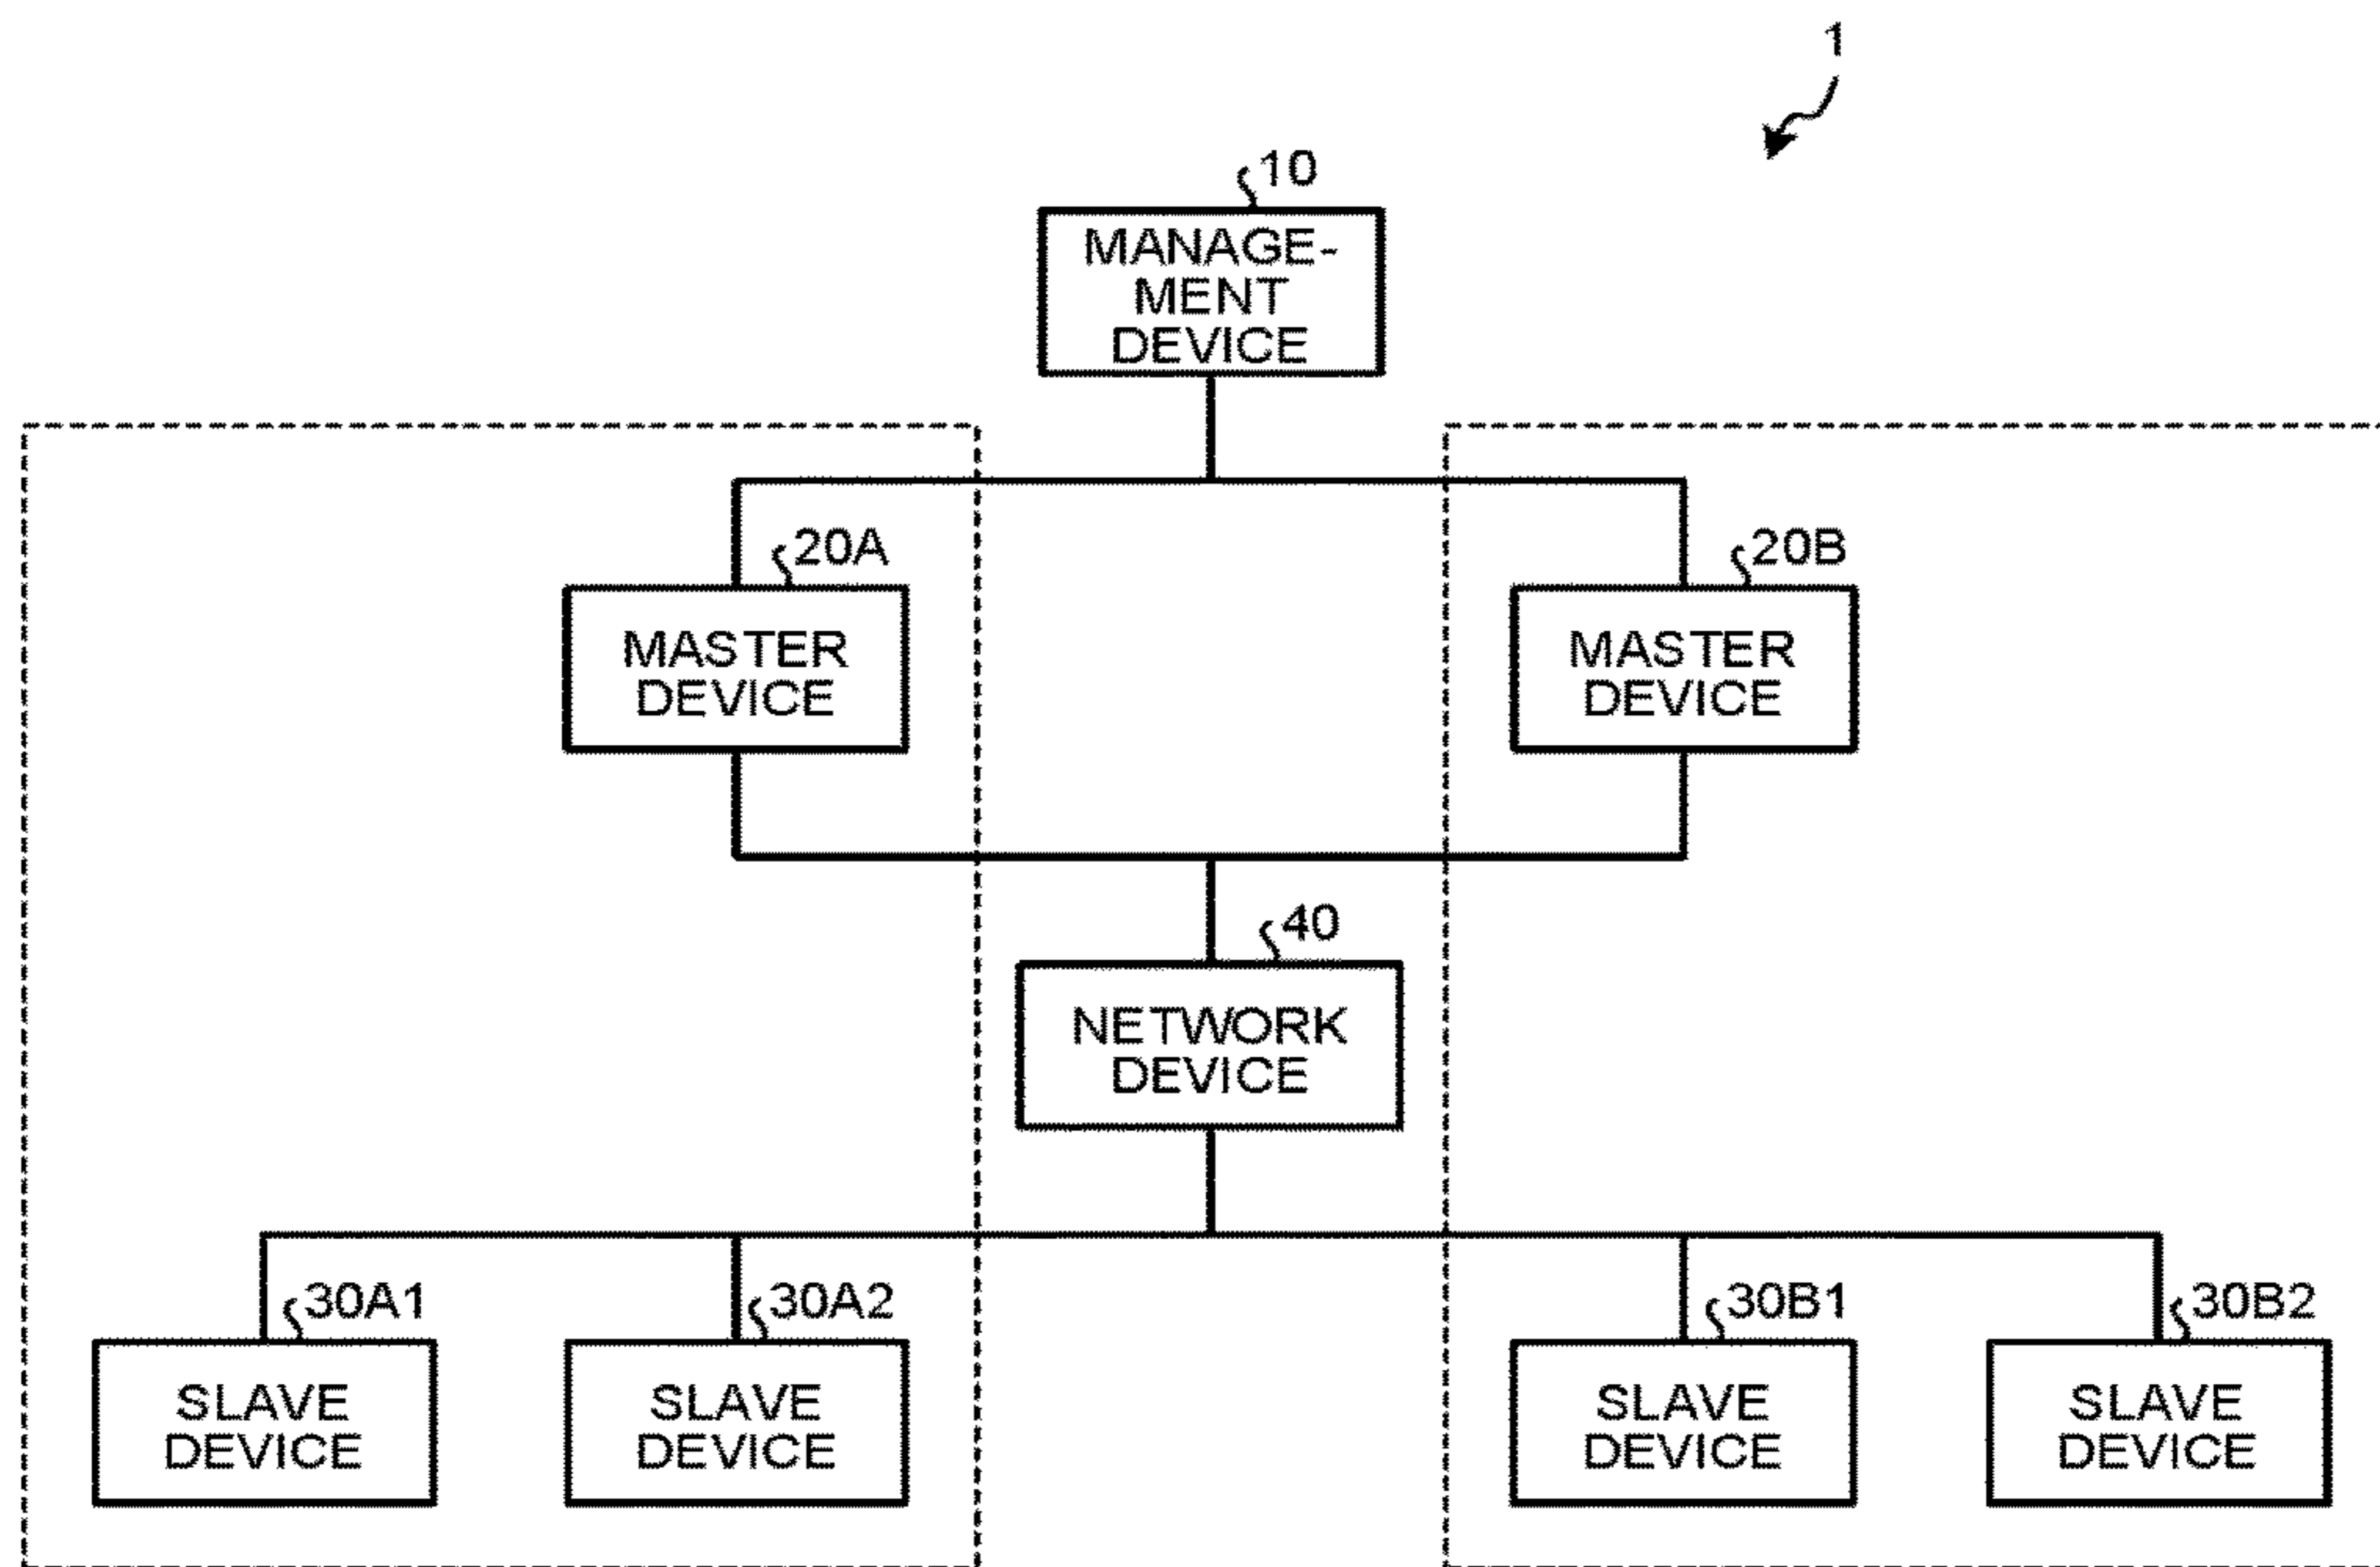 1
10
MANAGE-
MENT
DEVICE
20A
20B
MASTER
DEVICE
MASTER
DEVICE
40
NETWORK
DEVICE
30A1
30A2
30B1
30B2
SLAVE
DEVICE
SLAVE
DEVICE
SLAVE
DEVICE
SLAVE
DEVICE